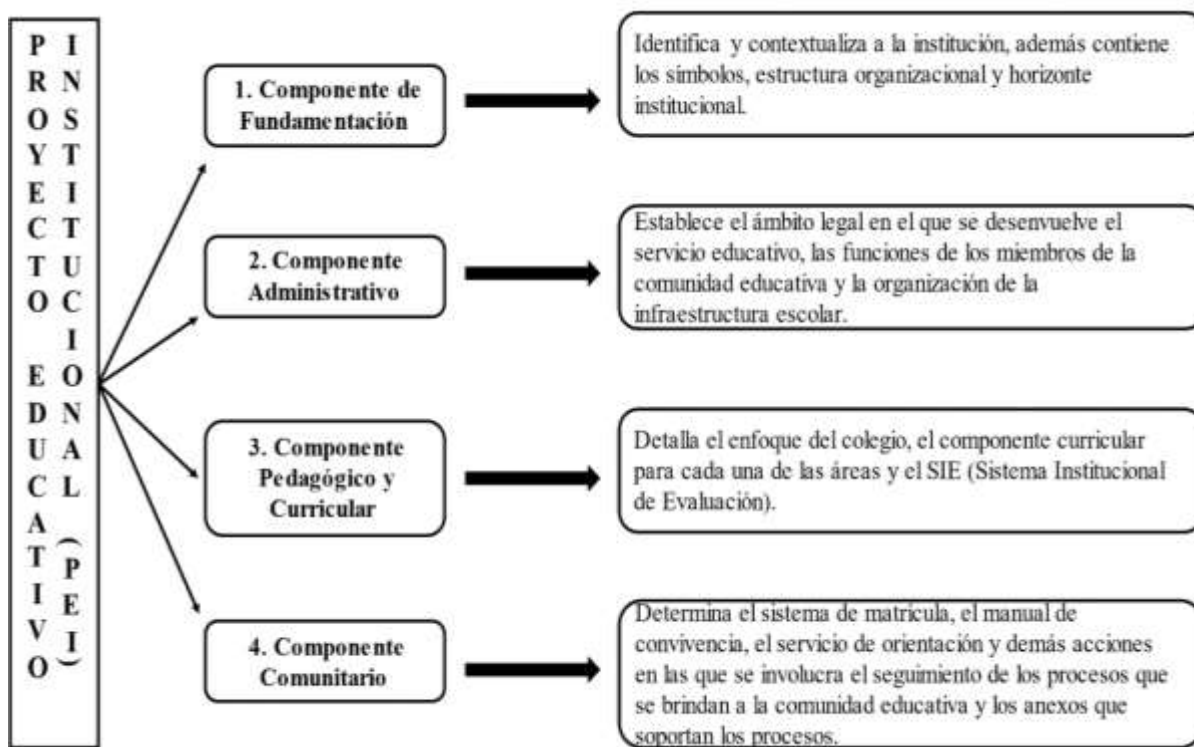 PROYECTO EDUCATIVO
INSTITUCIONAL (PEI)
1. Componente de
Fundamentación
Identifica y contextualiza a la institución, además contiene
los símbolos, estructura organizacional y horizonte
institucional.
2. Componente
Administrativo
Establece el ámbito legal en el que se desenvuelve el
servicio educativo, las funciones de los miembros de la
comunidad educativa y la organización de la
infraestructura escolar.
3. Componente
Pedagógico y
Curricular
Detalla el enfoque del colegio, el componente curricular
para cada una de las áreas y el SIE (Sistema Institucional
de Evaluación).
4. Componente
Comunitario
Determina el sistema de matrícula, el manual de
convivencia, el servicio de orientación y demás acciones
en las que se involucra el seguimiento de los procesos que
se brindan a la comunidad educativa y los anexos que
soportan los procesos.